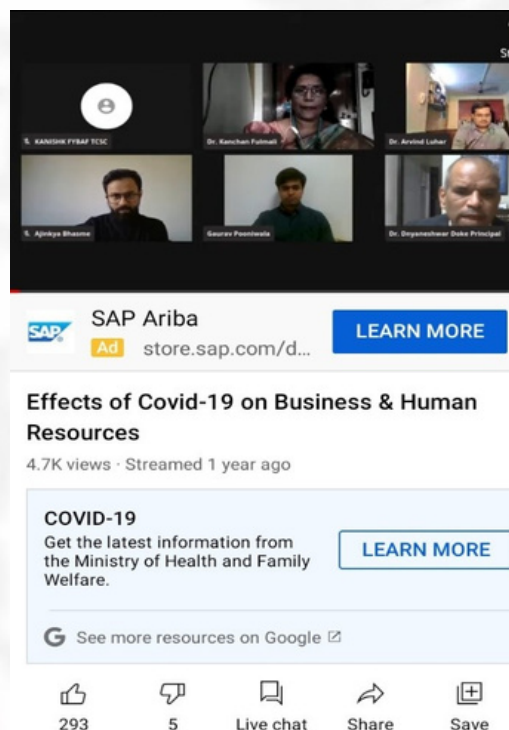 KANISHK FYBAF TCSC
Dr. Kanchan Fulmali
Dr. Arvind Luhar
Ajinkya Bhasme
Gaurav Pooniwala
Dr. Dnyaneshwar Doke Principal
SAP
SAP Ariba
LEARN MORE
Ad store.sap.com/d...
Effects of Covid-19 on Business & Human
Resources
4.7K views · Streamed 1 year ago
COVID-19
Get the latest information from
the Ministry of Health and Family
Welfare.
LEARN MORE
G See more resources on Google
293
5
Live chat
Share
Save